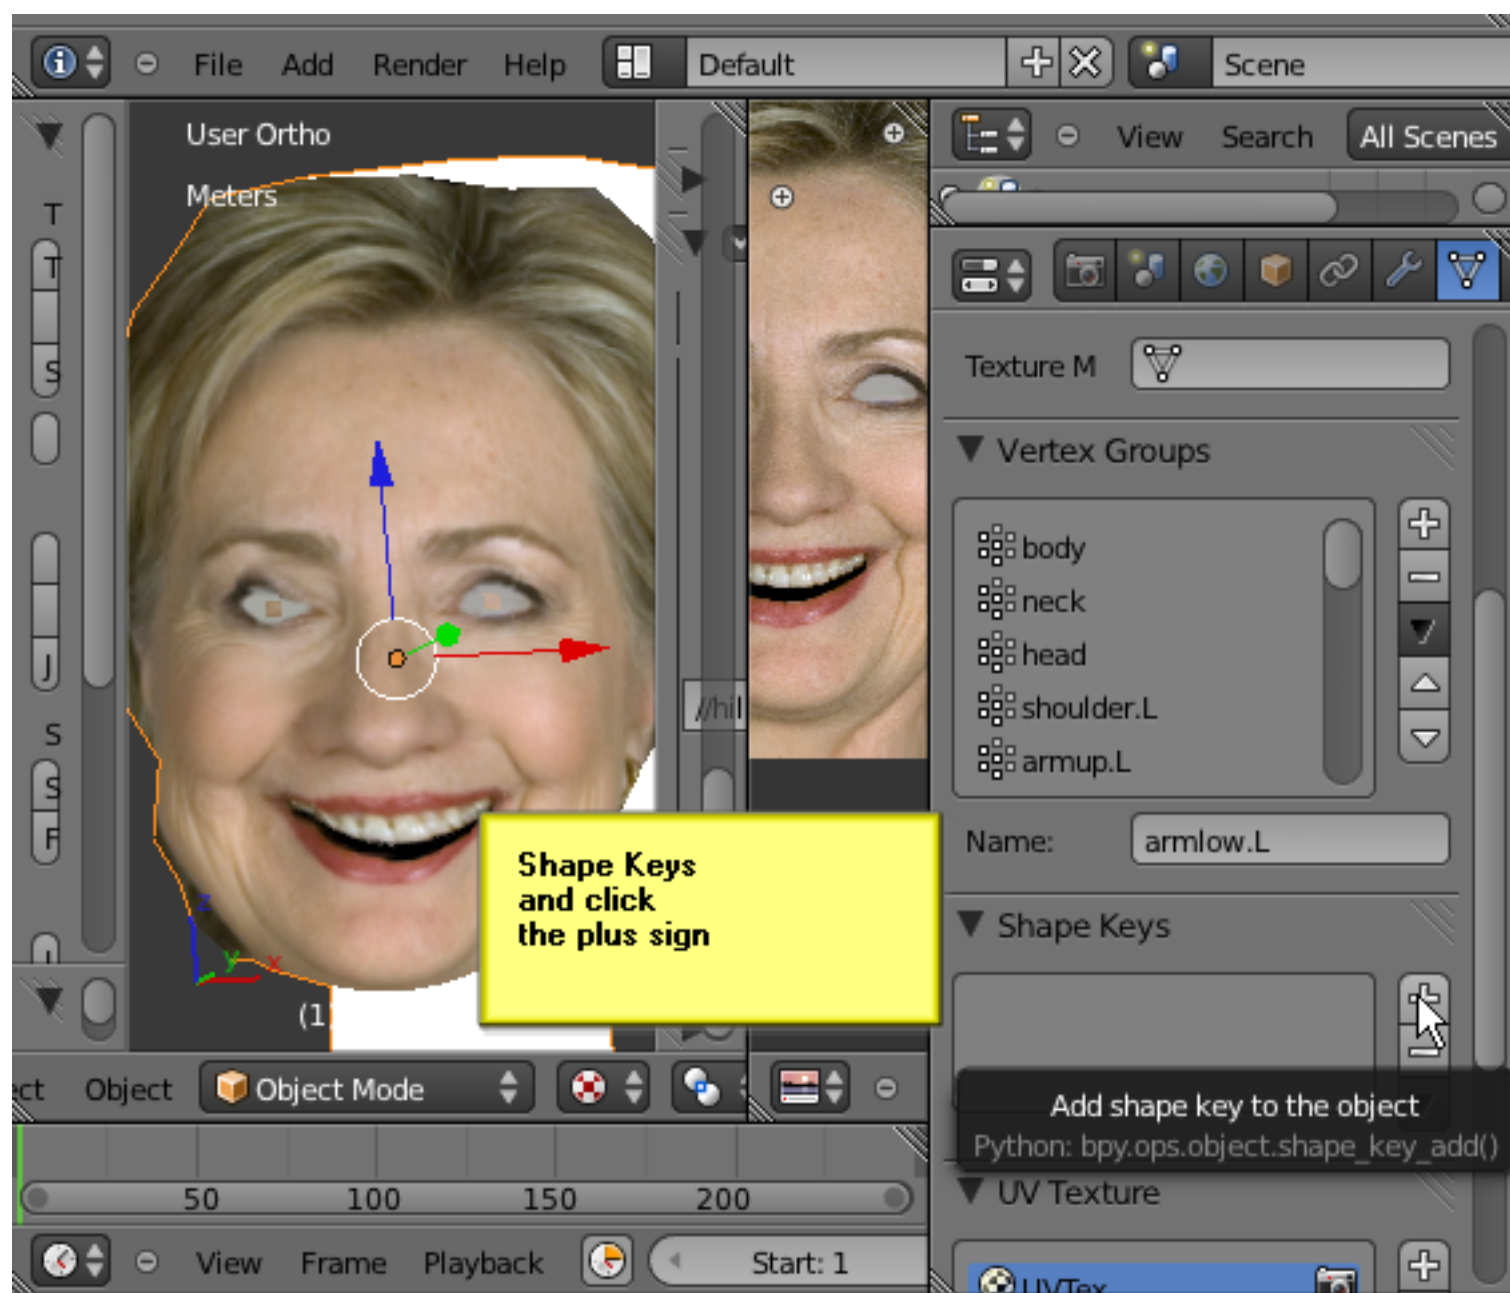 File Add Render Help Default Scene
User Ortho
Meters
View Search All Scenes
T
T
S
J
S
S
F
Texture M
Vertex Groups
body
neck
head
shoulder.L
armup.L
//hil
Name: armlow.L
Shape Keys
and click
the plus sign
Shape Keys
z
y x
(1
Object Object Mode
Add shape key to the object
Python: bpy.ops.object.shape_key_add()
UV Texture
UVTex
50 100 150 200
View Frame Playback Start: 1